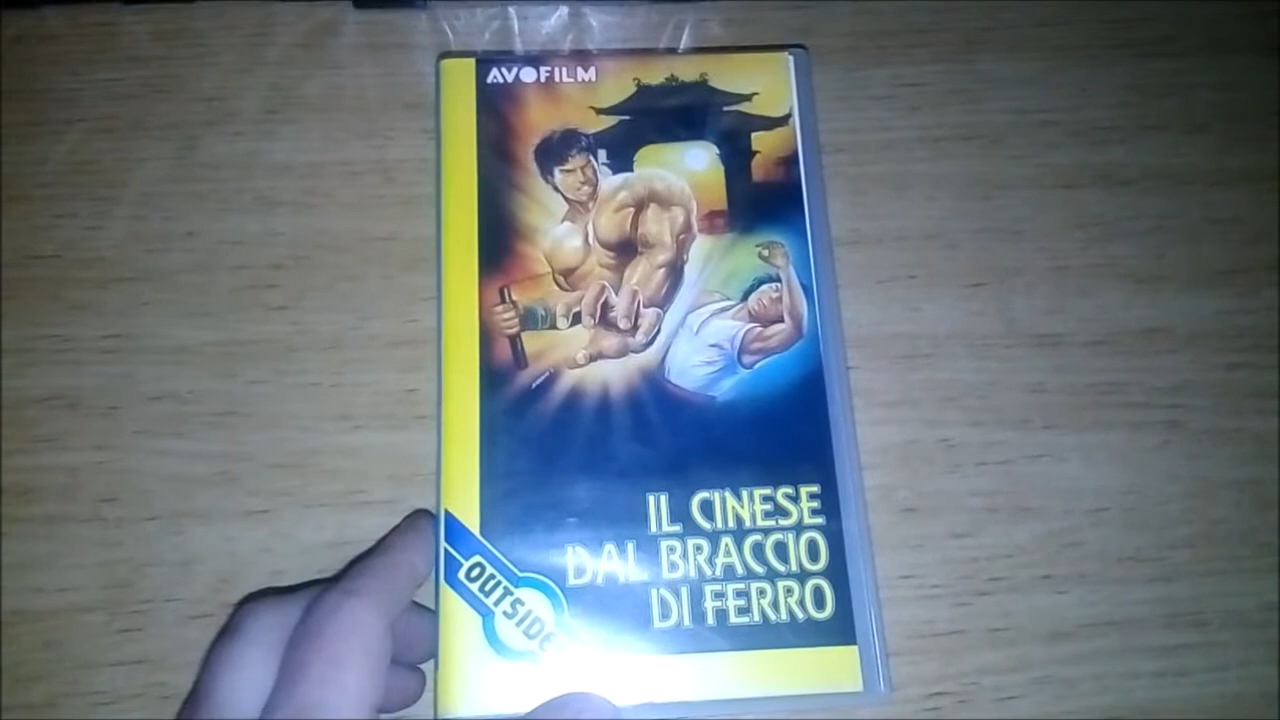 AVOFILM
IL CINESE
DAL BRACCIO
DI FERRO
OUTSIDE